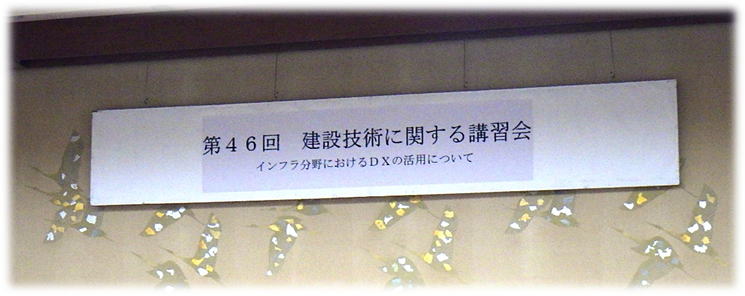 第４６回　建設技術に関する講習会
インフラ分野におけるＤＸの活用について